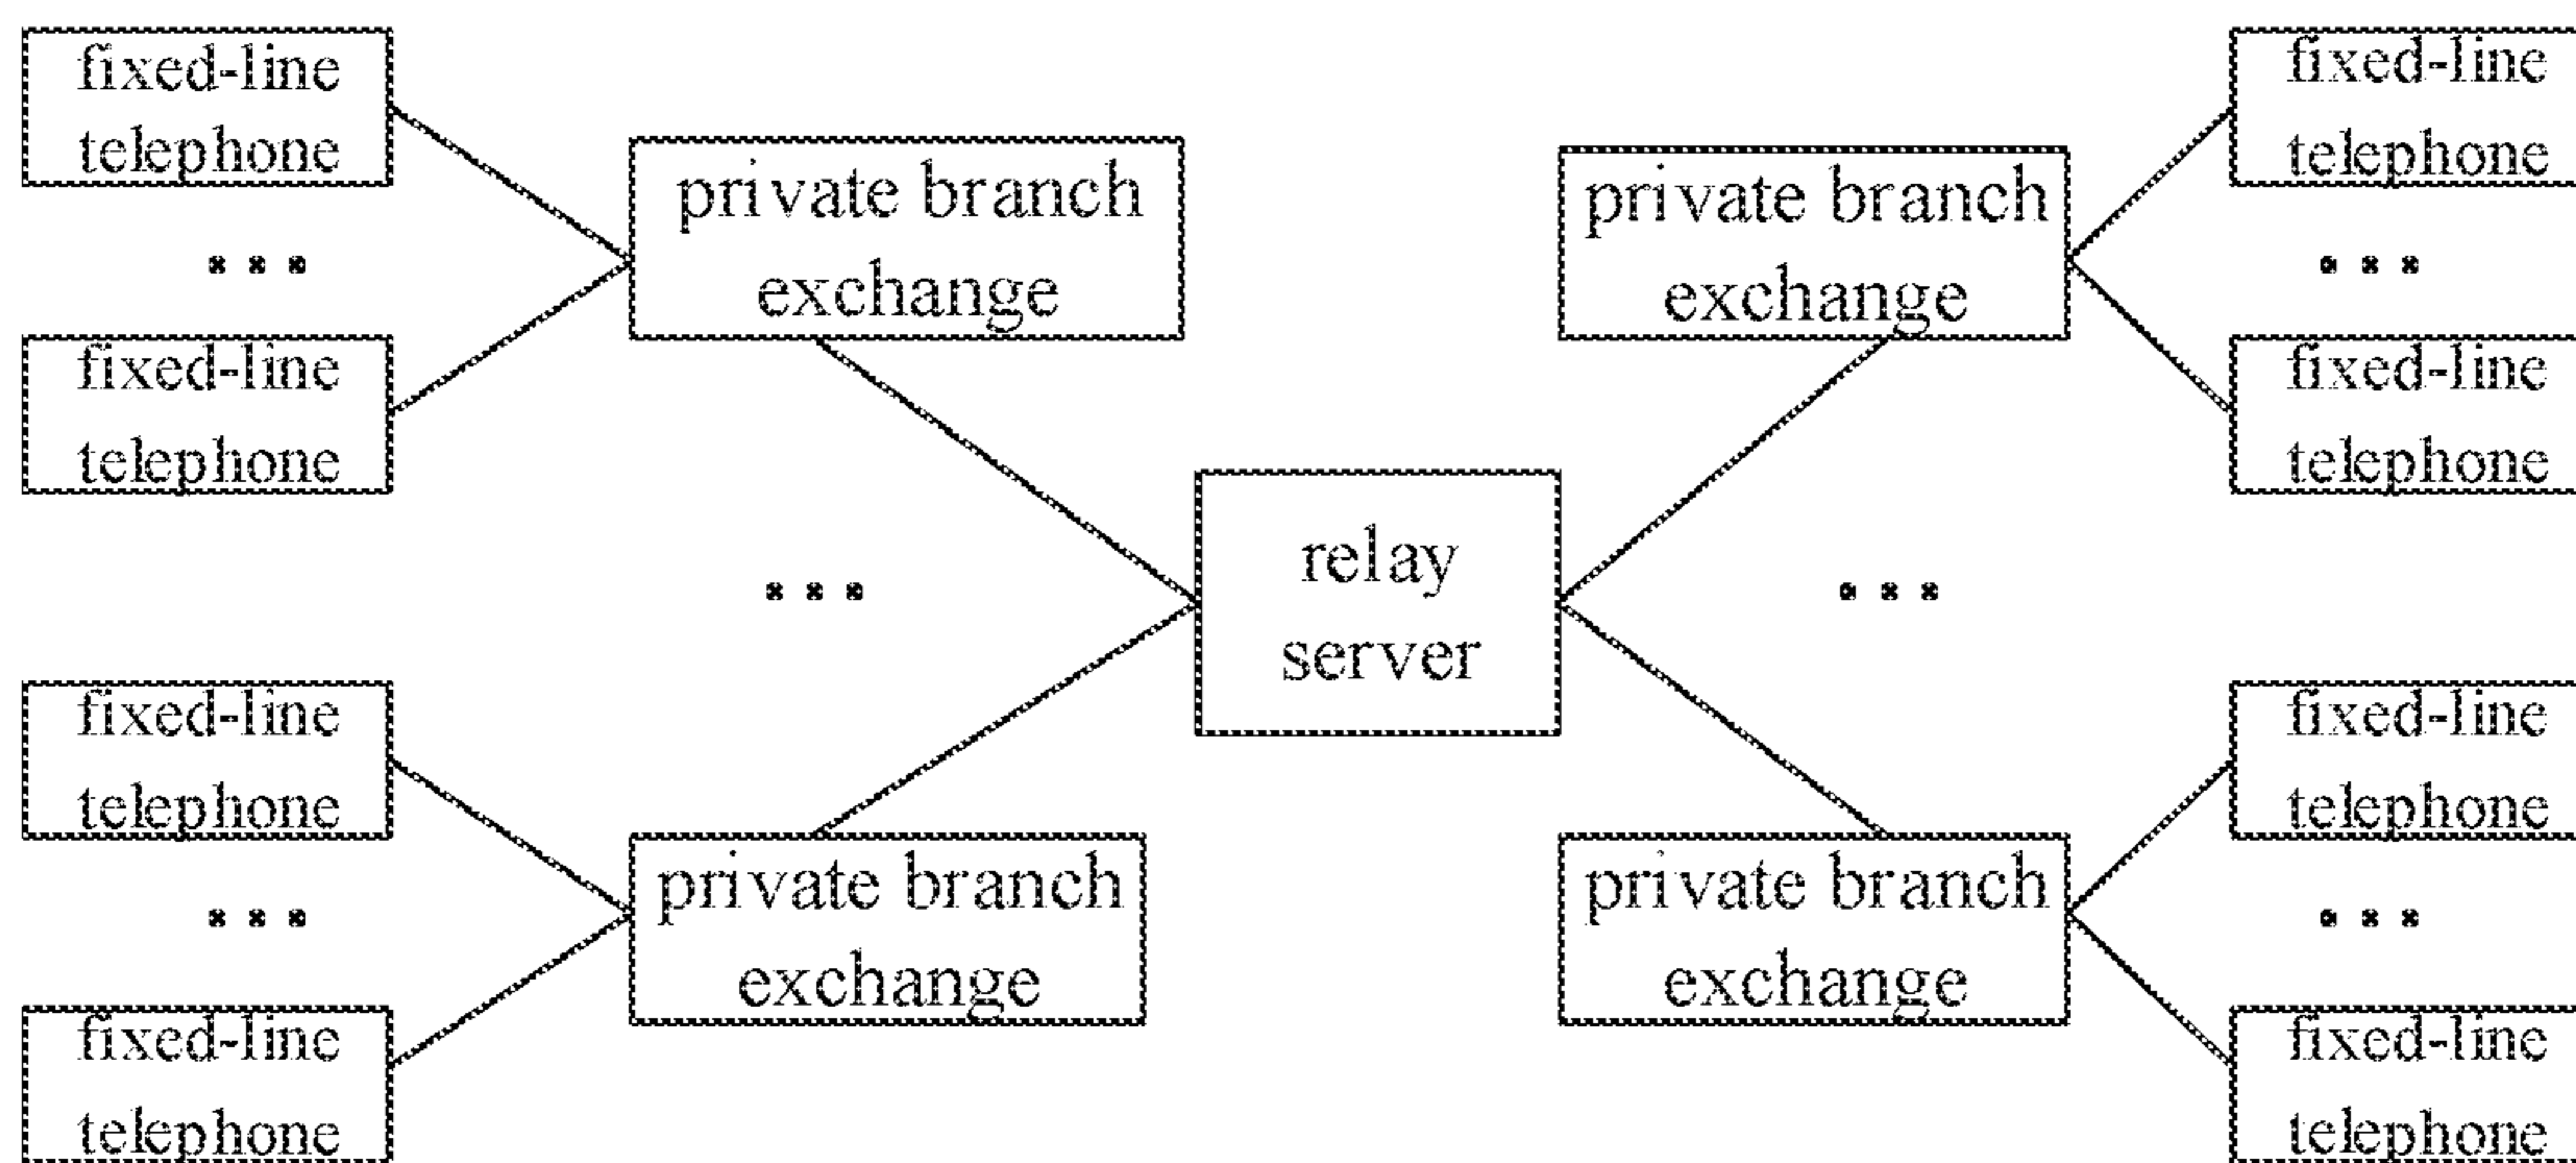 fixed-line
telephone
...
fixed-line
telephone
private branch
exchange
private branch
exchange
fixed-line
telephone
...
fixed-line
telephone
...
relay
server
...
fixed-line
telephone
...
fixed-line
telephone
private branch
exchange
private branch
exchange
fixed-line
telephone
...
fixed-line
telephone